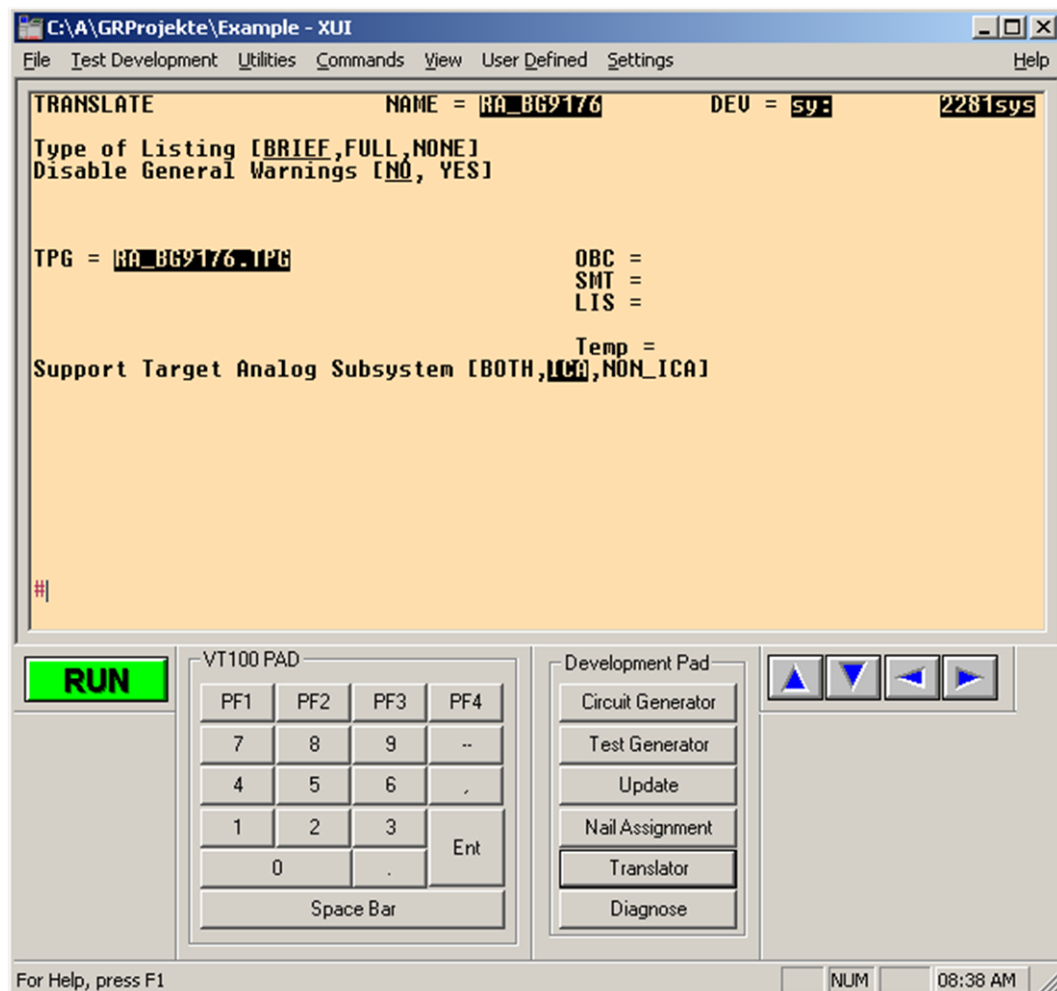 C:\A\GRProjekte\Example - XUI
File Test Development Utilities Commands View User Defined Settings Help
TRANSLATE NAME = RA_BG9176 DEV = sy: 2281sys
Type of Listing [BRIEF,FULL,NONE]
Disable General Warnings [NO, YES]
TPG = RA_BG9176.TPG OBC =
SMT =
LIS =
Temp =
Support Target Analog Subsystem [BOTH,ICA,NON_ICA]
#
RUN
VT100 PAD
PF1 PF2 PF3 PF4
7 8 9 --
4 5 6 ,
1 2 3
Ent
0 .
Space Bar
Development Pad
Circuit Generator
Test Generator
Update
Nail Assignment
Translator
Diagnose
For Help, press F1 NUM 08:38 AM